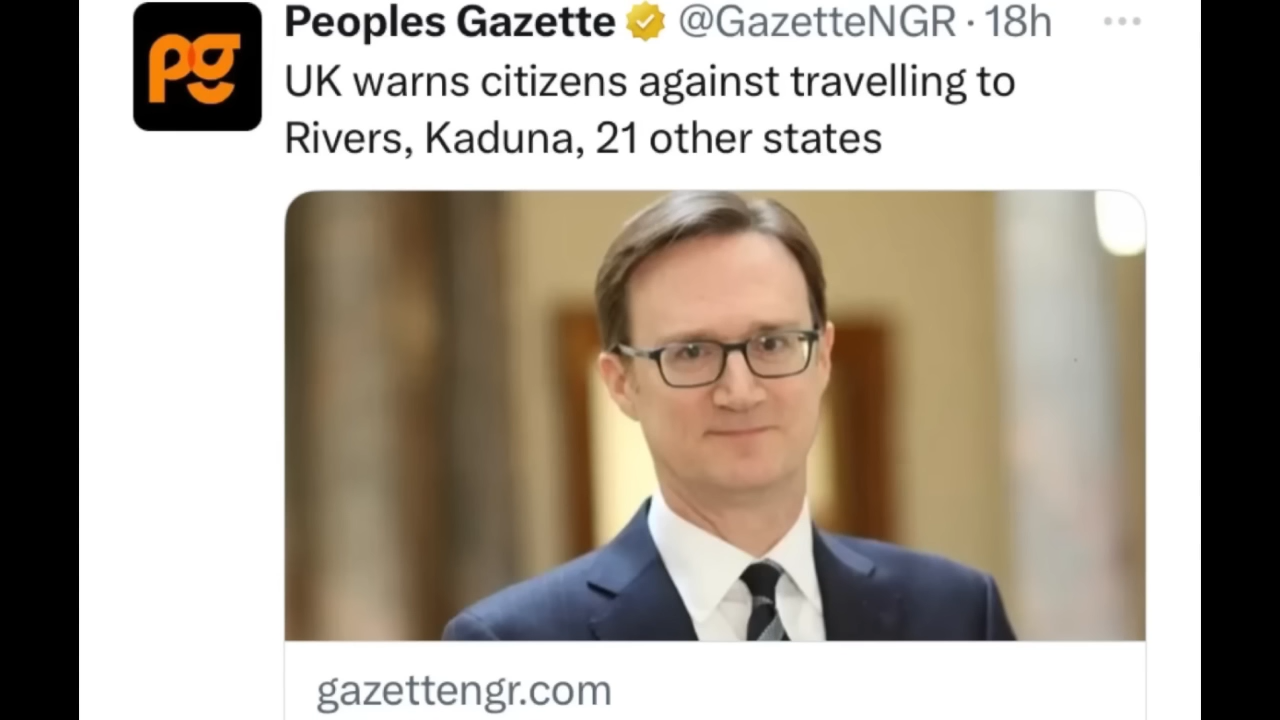 pg
Peoples Gazette @GazetteNGR · 18h
UK warns citizens against travelling to
Rivers, Kaduna, 21 other states
gazettengr.com